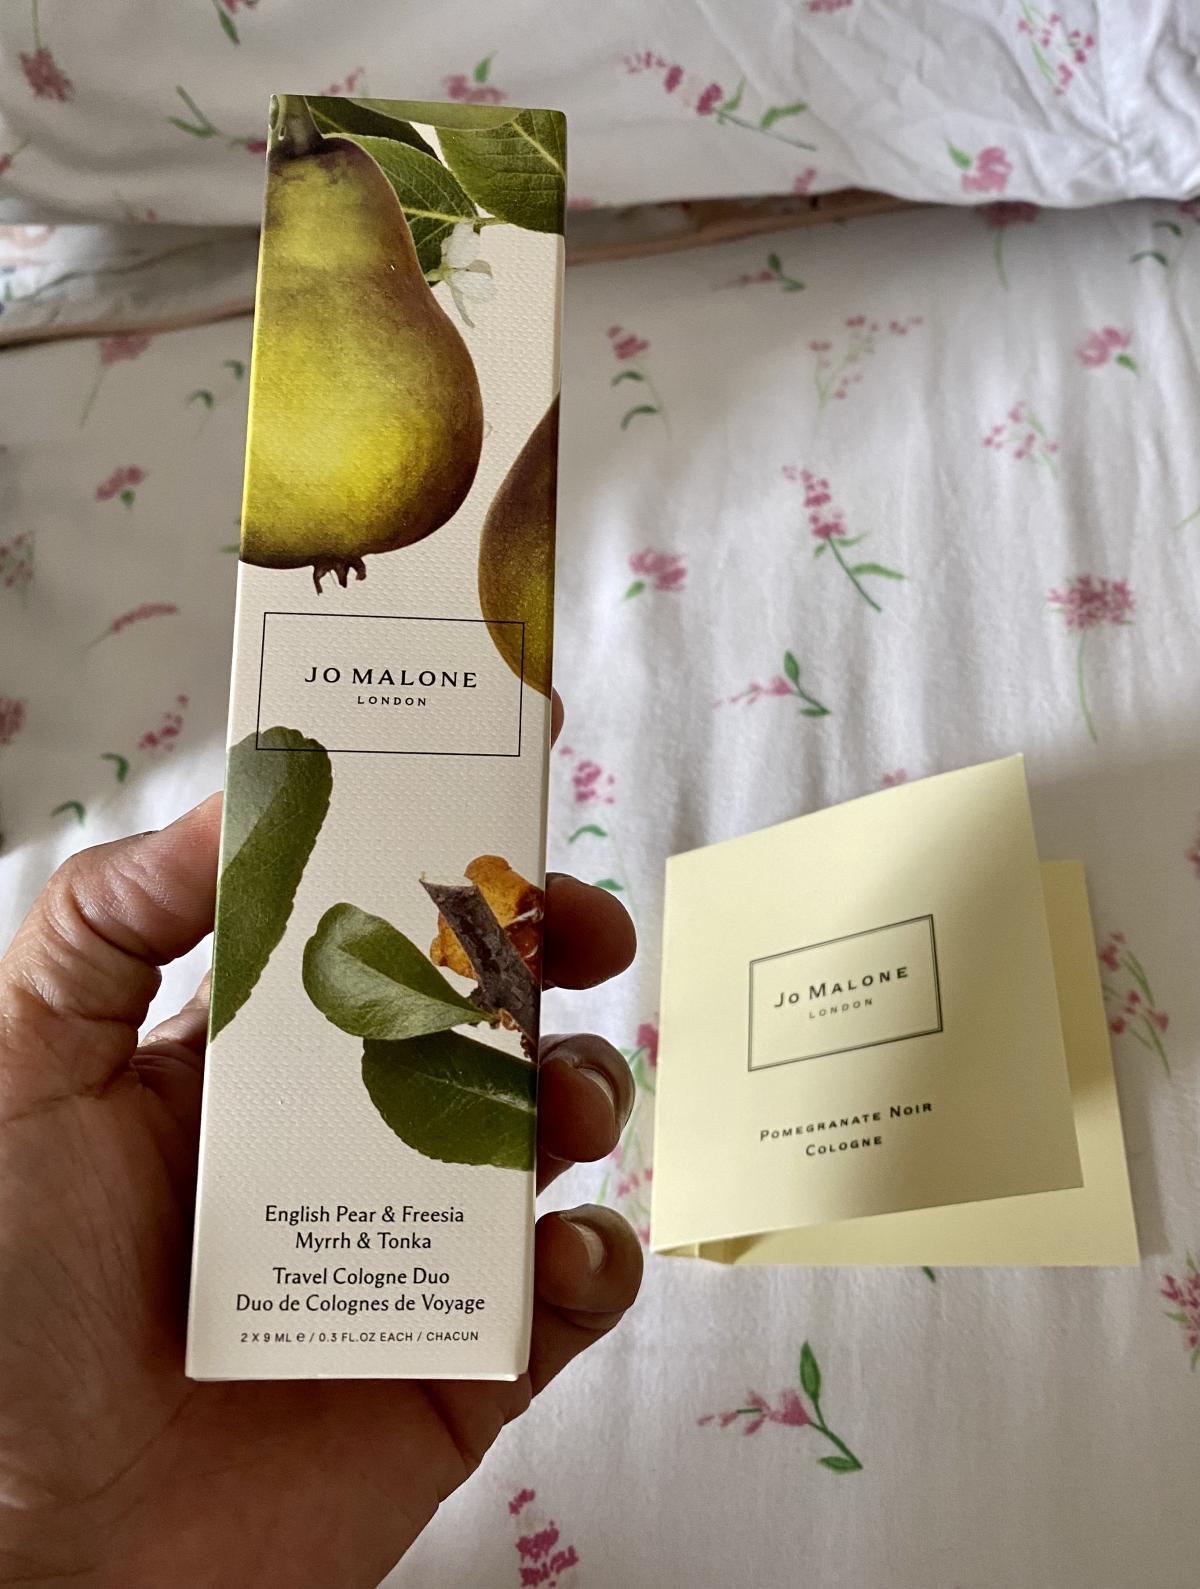 JO MALONE
LONDON
English Pear & Freesia
Myrrh & Tonka
Travel Cologne Duo
Duo de Colognes de Voyage
2 X 9 ML ℮ / 0.3 FL.OZ EACH / CHACUN
JO MALONE
LONDON
POMEGRANATE NOIR
COLOGNE